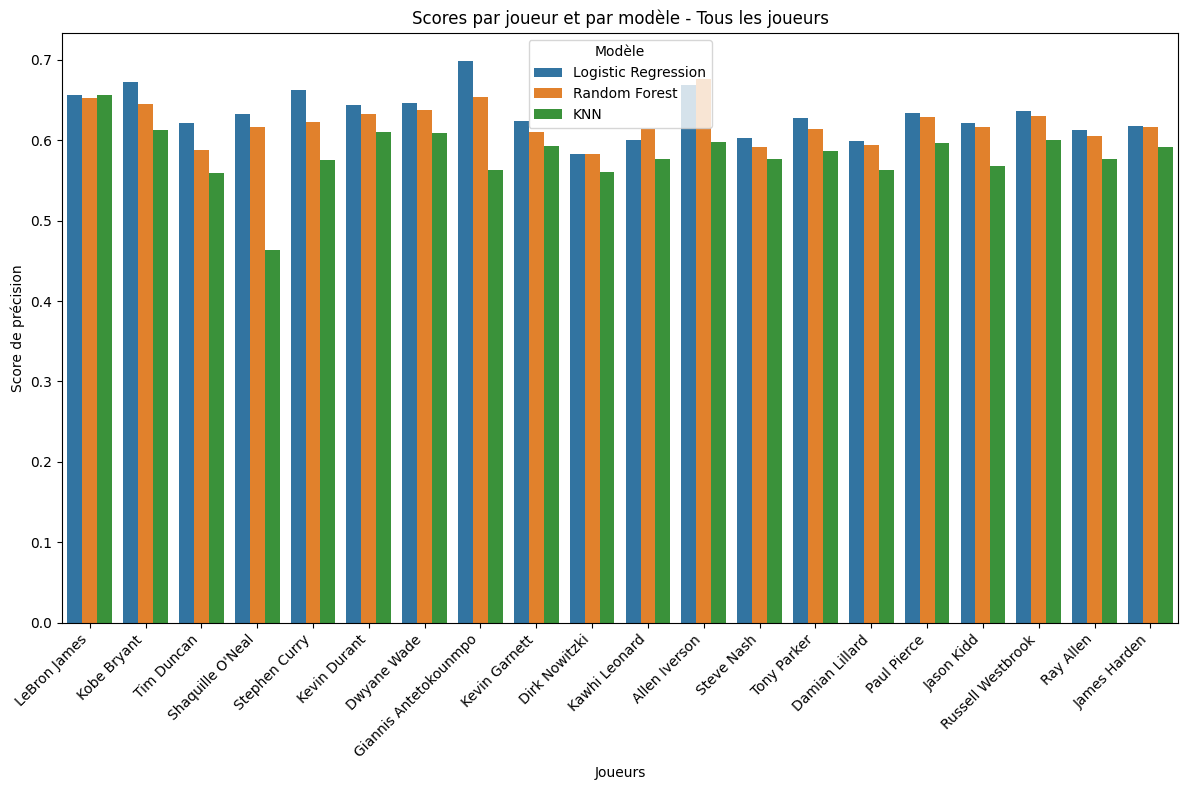 Scores par joueur et par modèle - Tous les joueurs
Modèle
Logistic Regression
Random Forest
KNN
Score de précision
0.7
0.6
0.5
0.4
0.3
0.2
0.1
0.0
LeBron James
Kobe Bryant
Tim Duncan
Shaquille O'Neal
Stephen Curry
Kevin Durant
Dwyane Wade
Giannis Antetokounmpo
Kevin Garnett
Dirk Nowitzki
Kawhi Leonard
Allen Iverson
Steve Nash
Tony Parker
Damian Lillard
Paul Pierce
Jason Kidd
Russell Westbrook
Ray Allen
James Harden
Joueurs